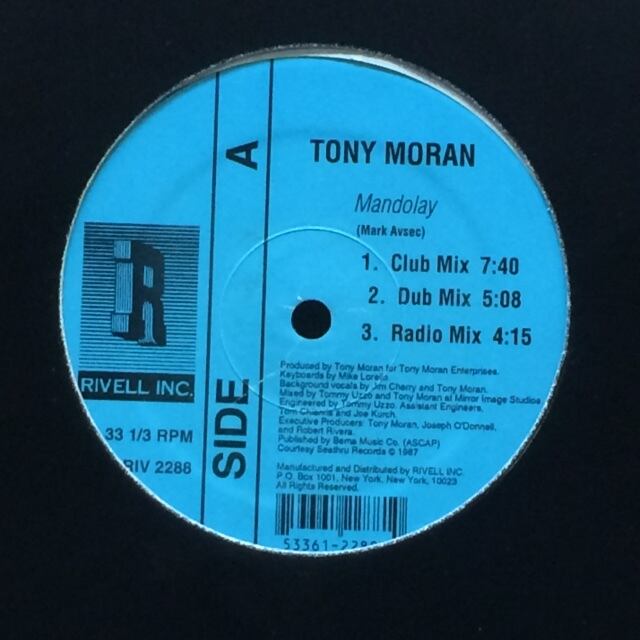 TONY MORAN
Mandolay
(Mark Avsec)
1. Club Mix 7:40
2. Dub Mix 5:08
3. Radio Mix 4:15
SIDE A
R
RIVELL INC.
33 1/3 RPM
RIV 2288
Produced by Tony Moran for Tony Moran Enterprises.
Keyboards by Mike Lorello
Background vocals by Jim Cherry and Tony Moran.
Mixed by Tommy Uzzo and Tony Moran at Mirror Image Studios
Engineered by Tommy Uzzo. Assistant Engineers,
Tom and Joe Kurch.
Executive Producers: Tony Moran, Joseph O'Donnell,
and Robert Rivera.
Published by Bema Music Co. (ASCAP)
Courtesy Seathru Records © 1987
Manufactured and Distributed by RIVELL INC.
P.O. Box 1001, New York, New York, 10023
All Rights Reserved.
53361-228